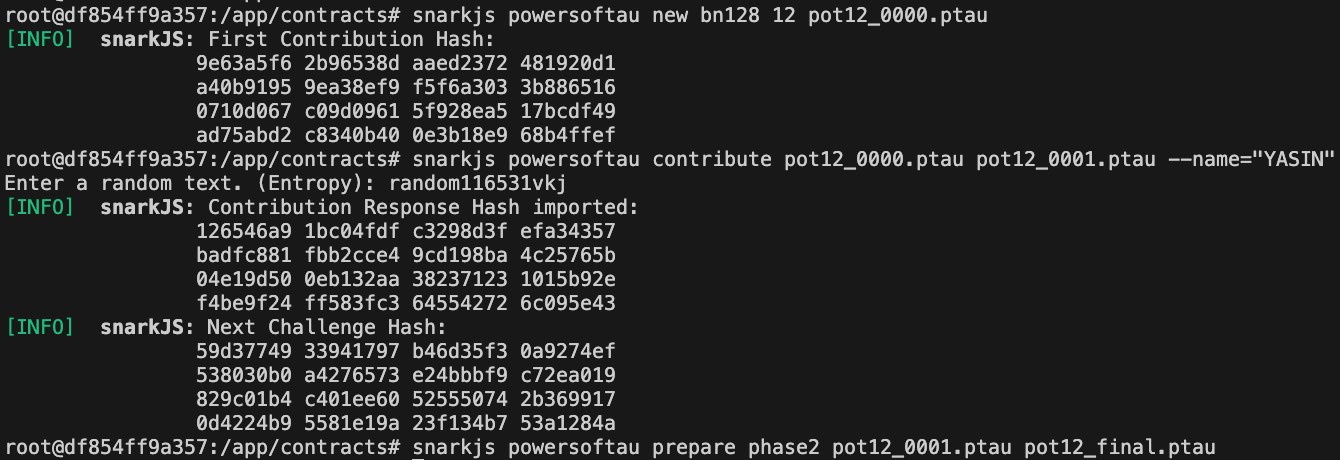 root@df854ff9a357:/app/contracts# snarkjs powersoftau new bn128 12 pot12_0000.ptau
[INFO]  snarkJS: First Contribution Hash:
9e63a5f6 2b96538d aaed2372 481920d1
a40b9195 9ea38ef9 f5f6a303 3b886516
0710d067 c09d0961 5f928ea5 17bcdf49
ad75abd2 c8340b40 0e3b18e9 68b4ffef
root@df854ff9a357:/app/contracts# snarkjs powersoftau contribute pot12_0000.ptau pot12_0001.ptau --name="YASIN"
Enter a random text. (Entropy): random116531vkj
[INFO]  snarkJS: Contribution Response Hash imported:
126546a9 1bc04fdf c3298d3f efa34357
badfc881 fbb2cce4 9cd198ba 4c25765b
04e19d50 0eb132aa 38237123 1015b92e
f4be9f24 ff583fc3 64554272 6c095e43
[INFO]  snarkJS: Next Challenge Hash:
59d37749 33941797 b46d35f3 0a9274ef
538030b0 a4276573 e24bbbf9 c72ea019
829c01b4 c401ee60 52555074 2b369917
0d4224b9 5581e19a 23f134b7 53a1284a
root@df854ff9a357:/app/contracts# snarkjs powersoftau prepare phase2 pot12_0001.ptau pot12_final.ptau